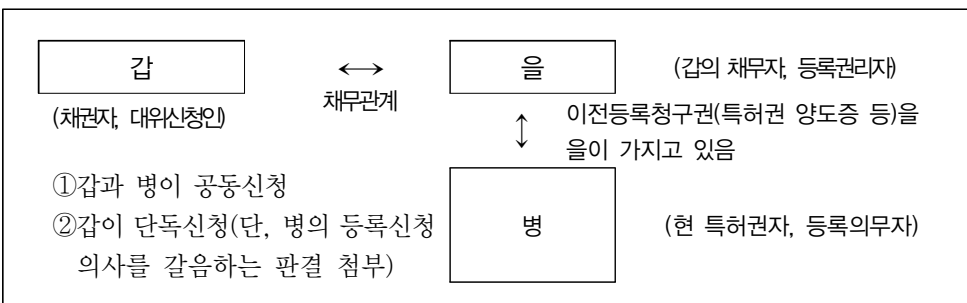 갑
↔
을
(갑의 채무자, 등록권리자)
채무관계
(채권자, 대위신청인)
↕
이전등록청구권(특허권 양도증 등)을
을이 가지고 있음
①갑과 병이 공동신청
②갑이 단독신청(단, 병의 등록신청
의사를 갈음하는 판결 첨부)
병
(현 특허권자, 등록의무자)